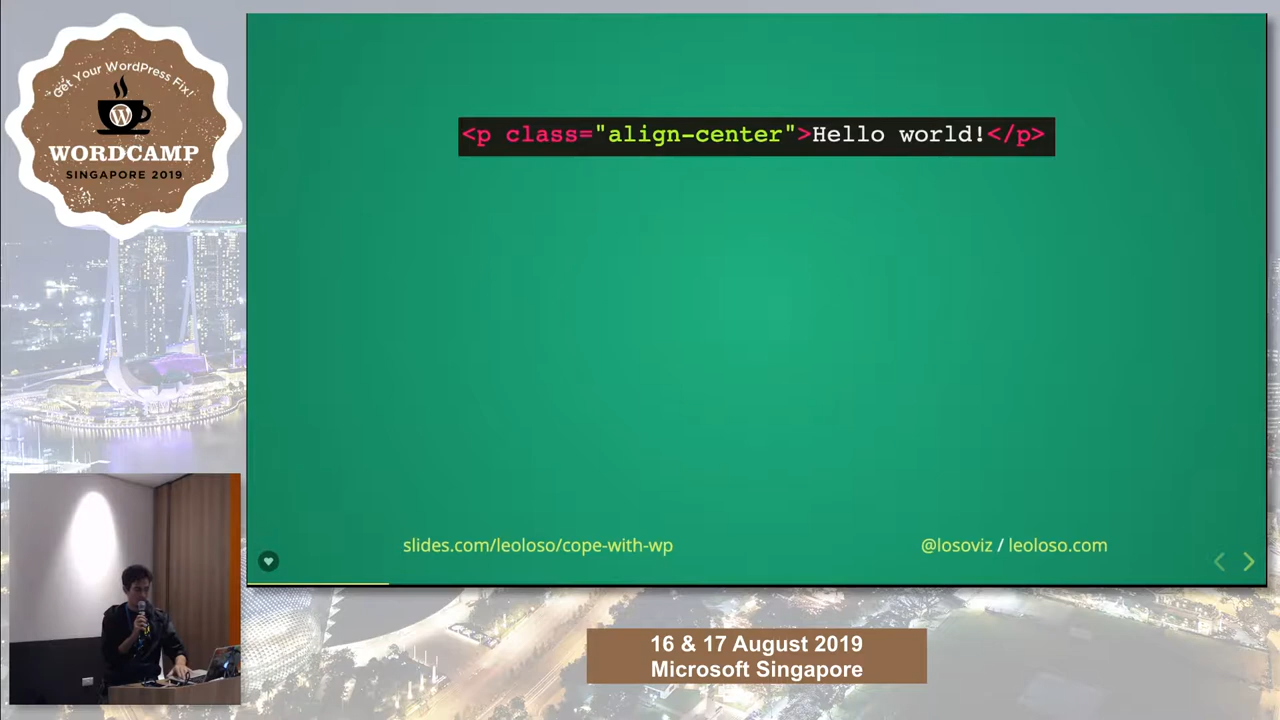 Get Your WordPress Fix!
WORDCAMP
SINGAPORE 2019
<p class="align-center">Hello world!</p>
slides.com/leoloso/cope-with-wp
@losoviz / leoloso.com
16 & 17 August 2019
Microsoft Singapore